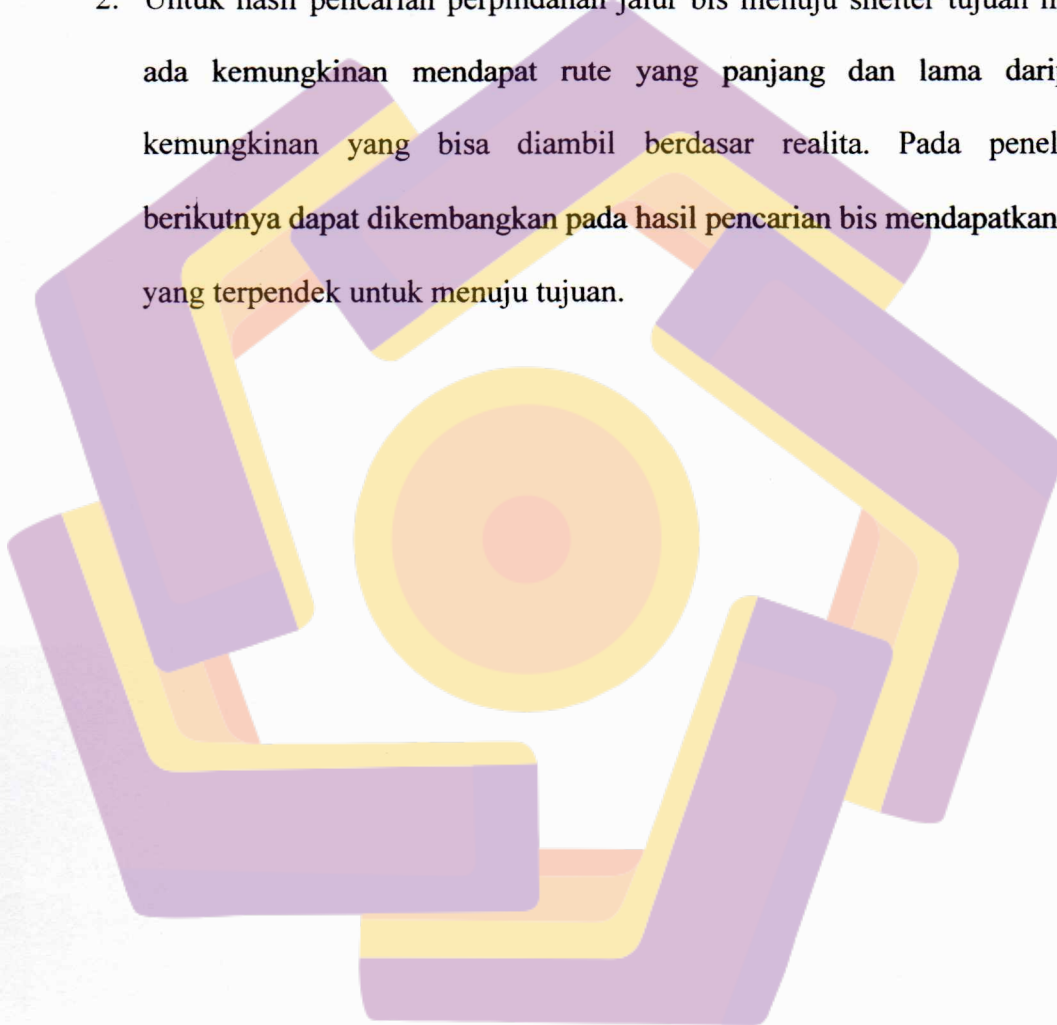 2. Untuk hasil pencarian perpindahan jalur bis menuju shelter tujuan
ada kemungkinan mendapat rute yang panjang dan lama
kemungkinan yang bisa diambil berdasar realita. Pada
berikutnya dapat dikembangkan pada hasil pencarian bis mendapatkan
yang terpendek untuk menuju tujuan.